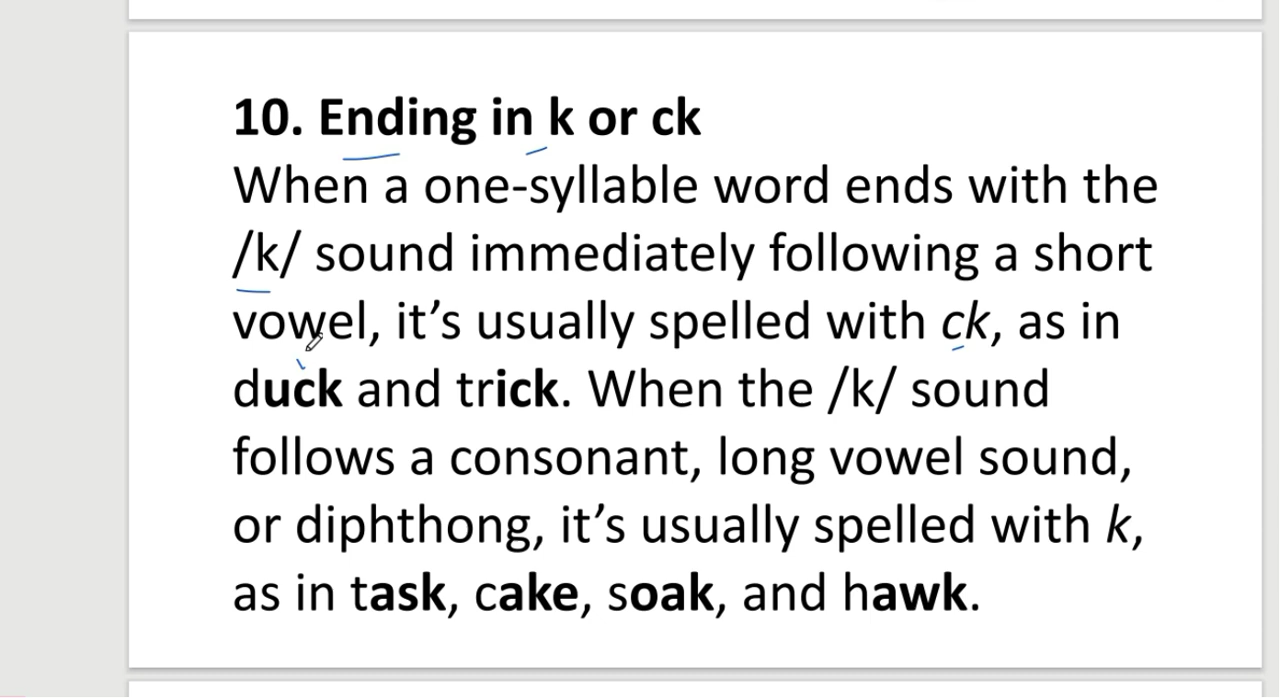 10. Ending in k or ck
When a one-syllable word ends with the
/k/ sound immediately following a short
vowel, it’s usually spelled with ck, as in
duck and trick. When the /k/ sound
follows a consonant, long vowel sound,
or diphthong, it’s usually spelled with k,
as in task, cake, soak, and hawk.